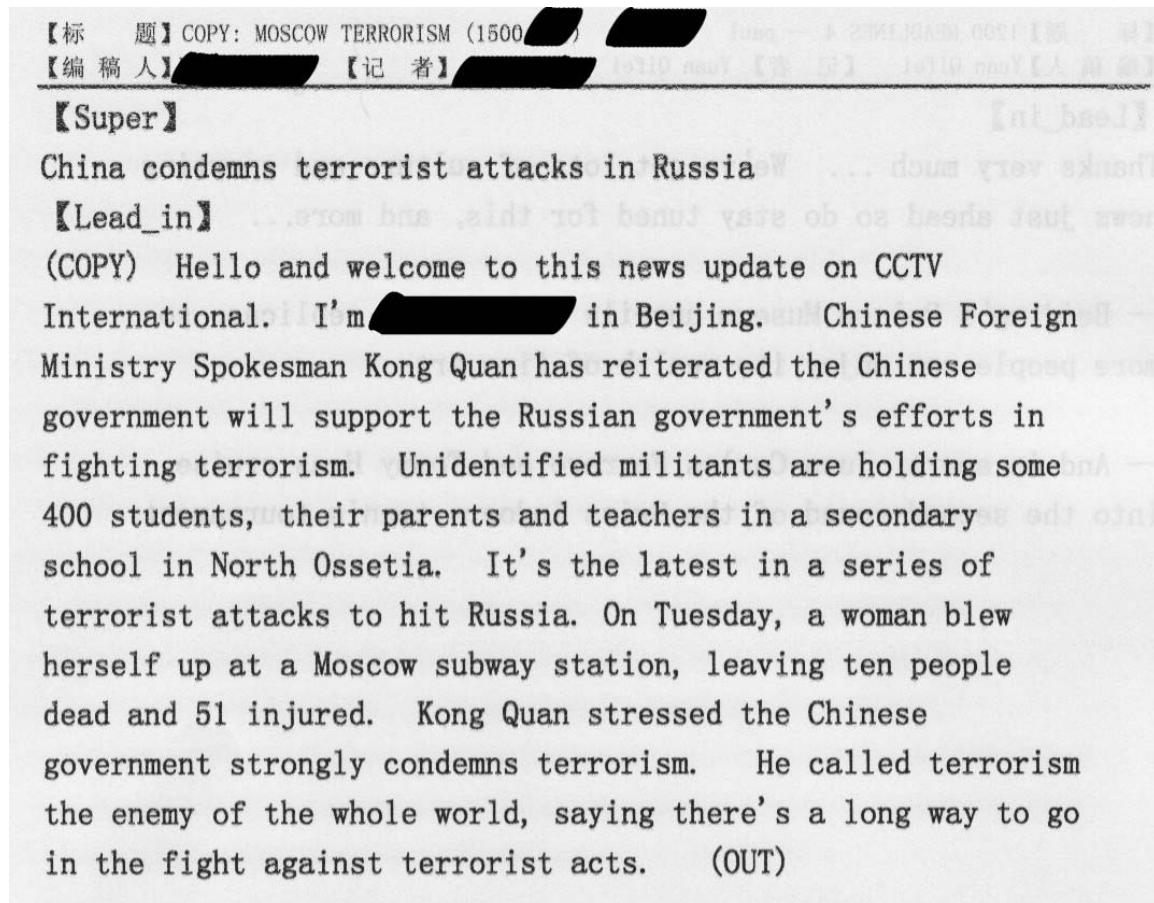 【标 题】COPY: MOSCOW TERRORISM (1500 )
【编 稿 人】 【记 者】
【Super】
China condemns terrorist attacks in Russia
【Lead_in】
(COPY) Hello and welcome to this news update on CCTV
International. I'm in Beijing. Chinese Foreign
Ministry Spokesman Kong Quan has reiterated the Chinese
government will support the Russian government's efforts in
fighting terrorism. Unidentified militants are holding some
400 students, their parents and teachers in a secondary
school in North Ossetia. It's the latest in a series of
terrorist attacks to hit Russia. On Tuesday, a woman blew
herself up at a Moscow subway station, leaving ten people
dead and 51 injured. Kong Quan stressed the Chinese
government strongly condemns terrorism. He called terrorism
the enemy of the whole world, saying there's a long way to go
in the fight against terrorist acts. (OUT)